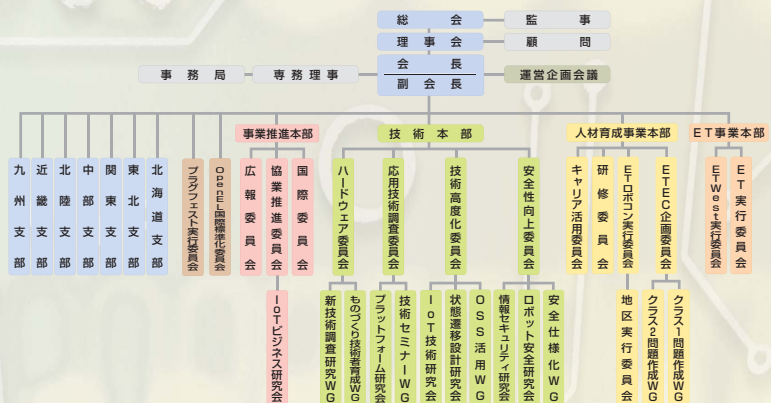 総会
監事
理事会
顧問
会長
副会長
事務局
専務理事
運営企画会議
事業推進本部
技術本部
人材育成事業本部
ET事業本部
九州支部
近畿支部
北陸支部
中部支部
関東支部
東北支部
北海道支部
プラグフェスト実行委員会
OpenEL国際標準化委員会
広報委員会
協業推進委員会
国際委員会
ハードウェア委員会
応用技術調査委員会
技術高度化委員会
安全性向上委員会
キャリア活用委員会
研修委員会
ETロボコン実行委員会
ETEC企画委員会
ETWest実行委員会
ET実行委員会
IoTビジネス研究会
新技術調査研究WG
ものづくり技術者育成WG
プラットフォーム研究会
技術セミナーWG
IoT技術研究会
状態遷移設計研究会
OSS活用WG
情報セキュリティ研究会
ロボット安全研究会
安全仕様化WG
地区実行委員会
クラス2問題作成WG
クラス1問題作成WG